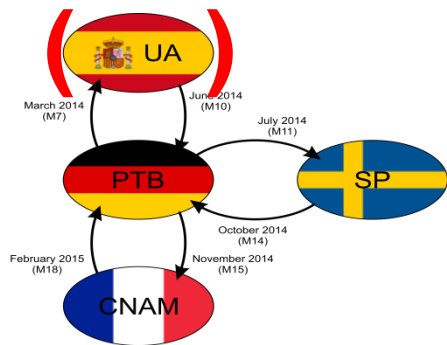 UA
March 2014
(M7)
June 2014
(M10)
July 2014
(M11)
PTB
SP
October 2014
(M14)
February 2015
(M18)
November 2014
(M15)
CNAM